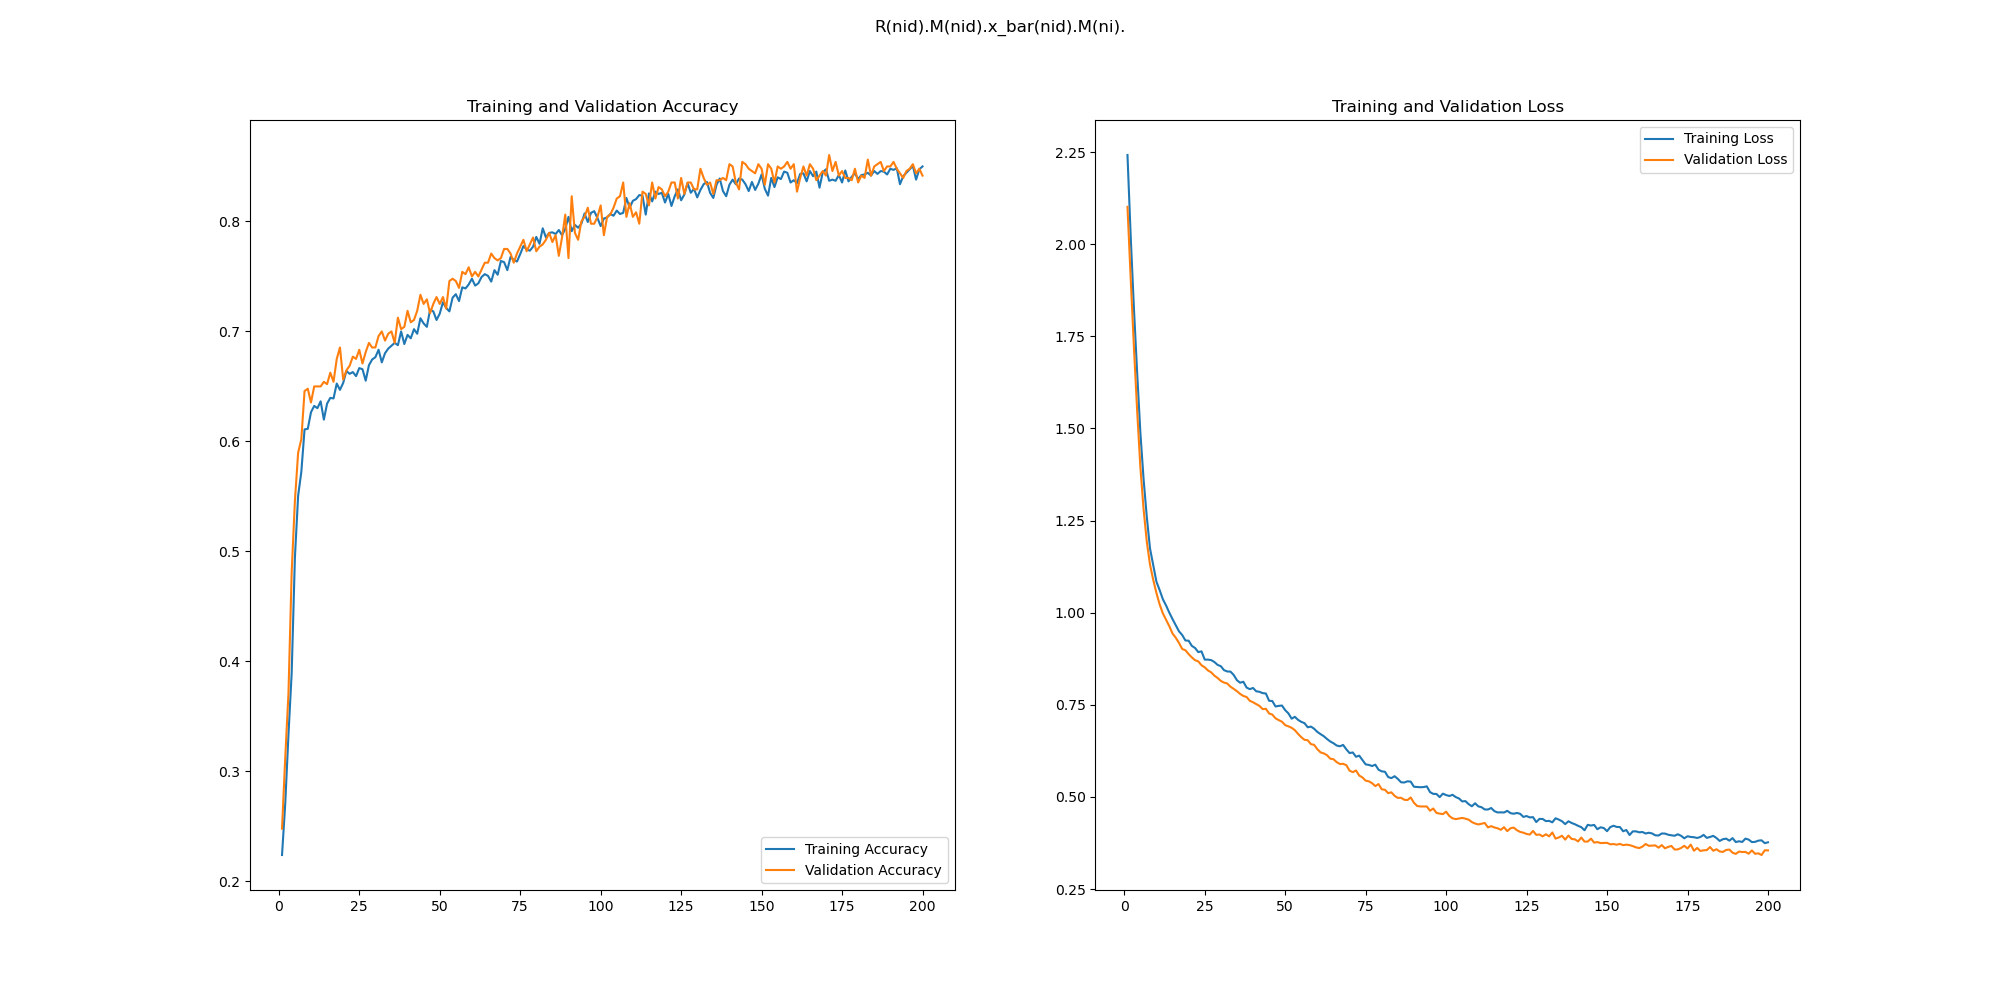 R(nid).M(nid).x_bar(nid).M(ni).
Training and Validation Accuracy
0.8
0.7
0.6
0.5
0.4
0.3
0.2
0 25 50 75 100 125 150 175 200
Training Accuracy
Validation Accuracy
Training and Validation Loss
2.25
2.00
1.75
1.50
1.25
1.00
0.75
0.50
0.25
0 25 50 75 100 125 150 175 200
Training Loss
Validation Loss